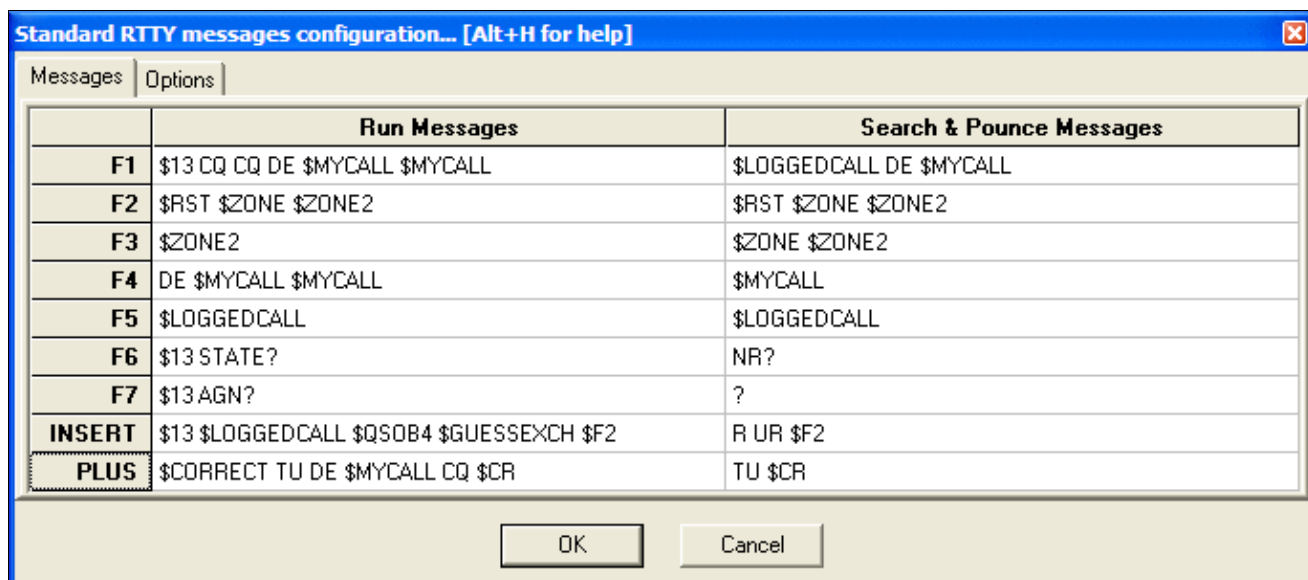 Standard RTTY messages configuration... [Alt+H for help]
Messages Options
Run Messages Search & Pounce Messages
F1 $13 CQ CQ DE $MYCALL $MYCALL $LOGGEDCALL DE $MYCALL
F2 $RST $ZONE $ZONE2 $RST $ZONE $ZONE2
F3 $ZONE2 $ZONE $ZONE2
F4 DE $MYCALL $MYCALL $MYCALL
F5 $LOGGEDCALL $LOGGEDCALL
F6 $13 STATE? NR?
F7 $13 AGN? ?
INSERT $13 $LOGGEDCALL $QSOB4 $GUESSEXCH $F2 R UR $F2
PLUS $CORRECT TU DE $MYCALL CQ $CR TU $CR
OK Cancel